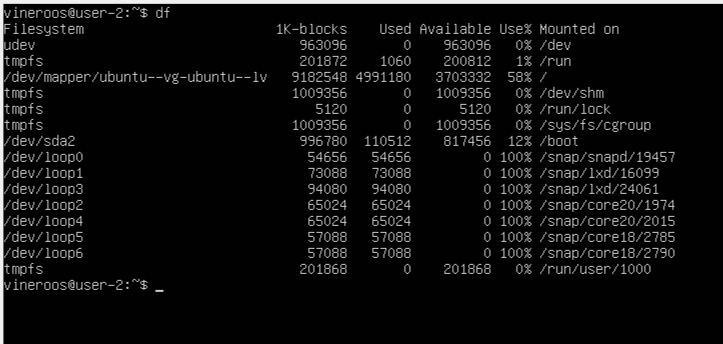 vineroos@user-2:~$ df
Filesystem                        1K-blocks    Used Available Use% Mounted on
udev                                 963096       0    963096   0% /dev
tmpfs                                201872    1060    200812   1% /run
/dev/mapper/ubuntu--vg-ubuntu--lv   9182548 4991180   3703332  58% /
tmpfs                               1009356       0   1009356   0% /dev/shm
tmpfs                                  5120       0      5120   0% /run/lock
tmpfs                               1009356       0   1009356   0% /sys/fs/cgroup
/dev/sda2                            996780  110512    817456  12% /boot
/dev/loop0                            54656   54656         0 100% /snap/snapd/19457
/dev/loop1                            73088   73088         0 100% /snap/lxd/16099
/dev/loop3                            94080   94080         0 100% /snap/lxd/24061
/dev/loop2                            65024   65024         0 100% /snap/core20/1974
/dev/loop4                            65024   65024         0 100% /snap/core20/2015
/dev/loop5                            57088   57088         0 100% /snap/core18/2785
/dev/loop6                            57088   57088         0 100% /snap/core18/2790
tmpfs                                201868       0    201868   0% /run/user/1000
vineroos@user-2:~$ _